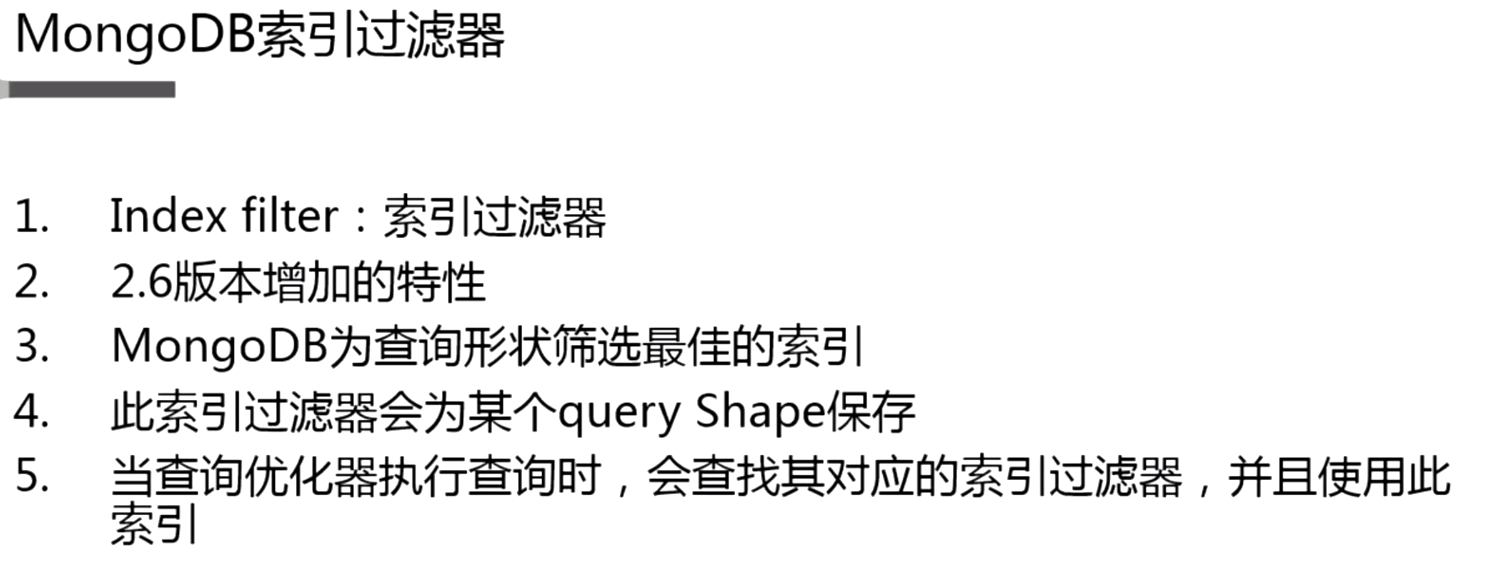 MongoDB索引过滤器
1. Index filter：索引过滤器
2. 2.6版本增加的特性
3. MongoDB为查询形状筛选最佳的索引
4. 此索引过滤器会为某个query Shape保存
5. 当查询优化器执行查询时，会查找其对应的索引过滤器，并且使用此
索引